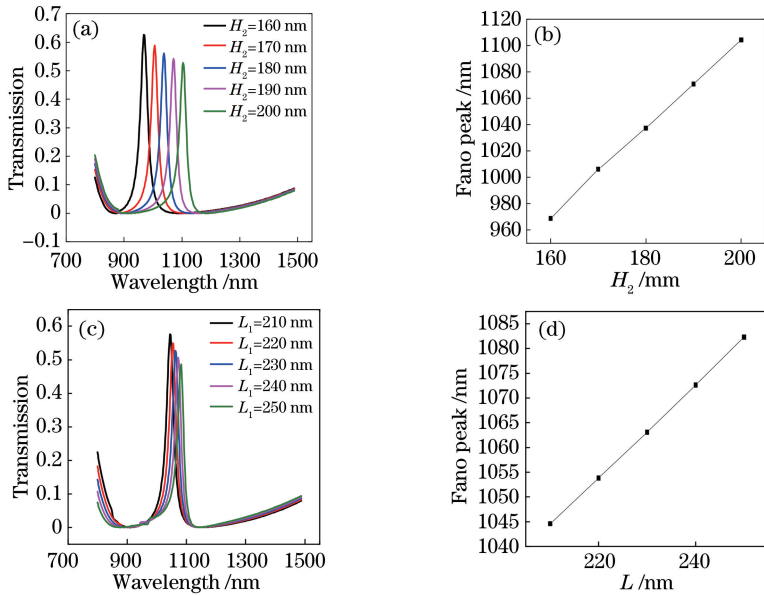 (a)
H₂=160 nm
H₂=170 nm
H₂=180 nm
H₂=190 nm
H₂=200 nm
0.7
0.6
0.5
0.4
0.3
0.2
0.1
0
−0.1
Transmission
700 900 1100 1300 1500
Wavelength /nm
(b)
1120
1100
1080
1060
1040
1020
1000
980
960
Fano peak /nm
160 180 200
H₂ /mm
(c)
L₁=210 nm
L₁=220 nm
L₁=230 nm
L₁=240 nm
L₁=250 nm
0.6
0.5
0.4
0.3
0.2
0.1
0
Transmission
700 900 1100 1300 1500
Wavelength /nm
(d)
1085
1080
1075
1070
1065
1060
1055
1050
1045
1040
Fano peak /nm
220 240
L /nm